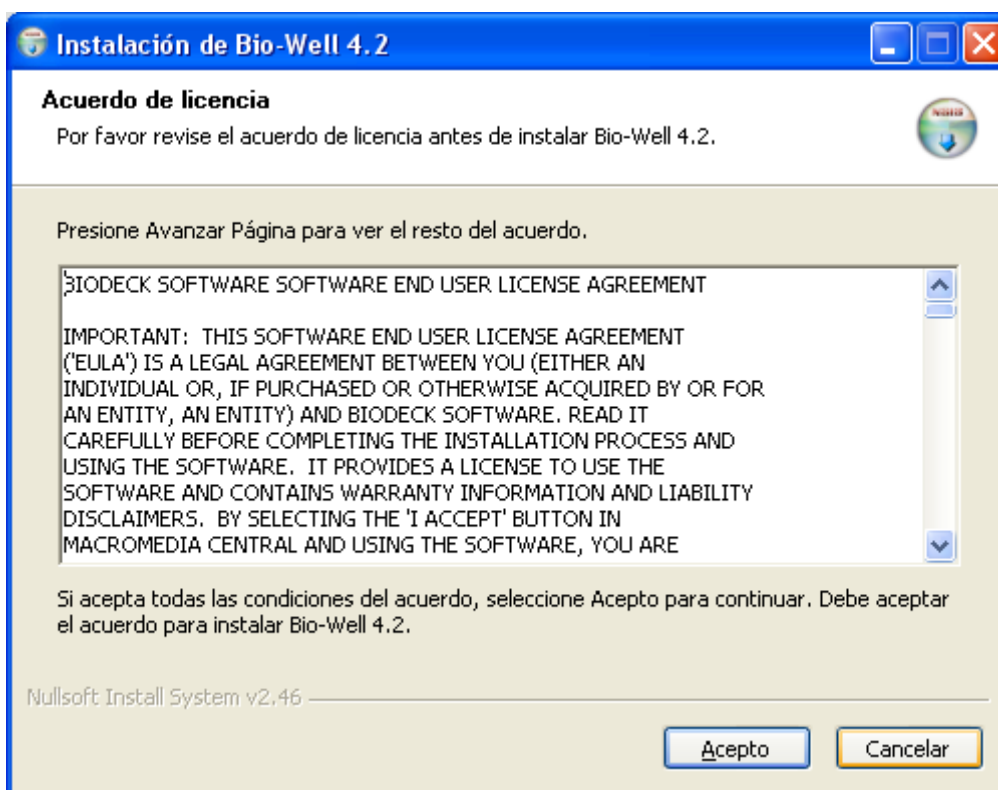 Instalación de Bio-Well 4.2
Acuerdo de licencia
Por favor revise el acuerdo de licencia antes de instalar Bio-Well 4.2.
Presione Avanzar Página para ver el resto del acuerdo.
BIODECK SOFTWARE SOFTWARE END USER LICENSE AGREEMENT
IMPORTANT:  THIS SOFTWARE END USER LICENSE AGREEMENT
('EULA') IS A LEGAL AGREEMENT BETWEEN YOU (EITHER AN
INDIVIDUAL OR, IF PURCHASED OR OTHERWISE ACQUIRED BY OR FOR
AN ENTITY, AN ENTITY) AND BIODECK SOFTWARE. READ IT
CAREFULLY BEFORE COMPLETING THE INSTALLATION PROCESS AND
USING THE SOFTWARE.  IT PROVIDES A LICENSE TO USE THE
SOFTWARE AND CONTAINS WARRANTY INFORMATION AND LIABILITY
DISCLAIMERS.  BY SELECTING THE 'I ACCEPT' BUTTON IN
MACROMEDIA CENTRAL AND USING THE SOFTWARE, YOU ARE
Si acepta todas las condiciones del acuerdo, seleccione Acepto para continuar. Debe aceptar
el acuerdo para instalar Bio-Well 4.2.
Nullsoft Install System v2.46
Acepto
Cancelar